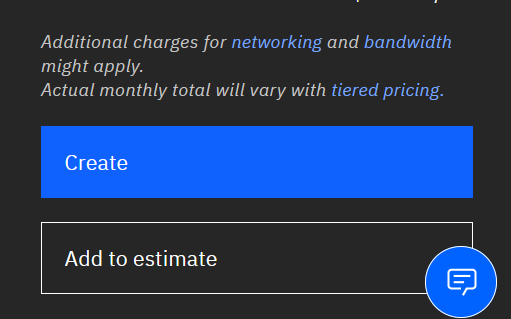 Additional charges for networking and bandwidth
might apply.
Actual monthly total will vary with tiered pricing.
Create
Add to estimate